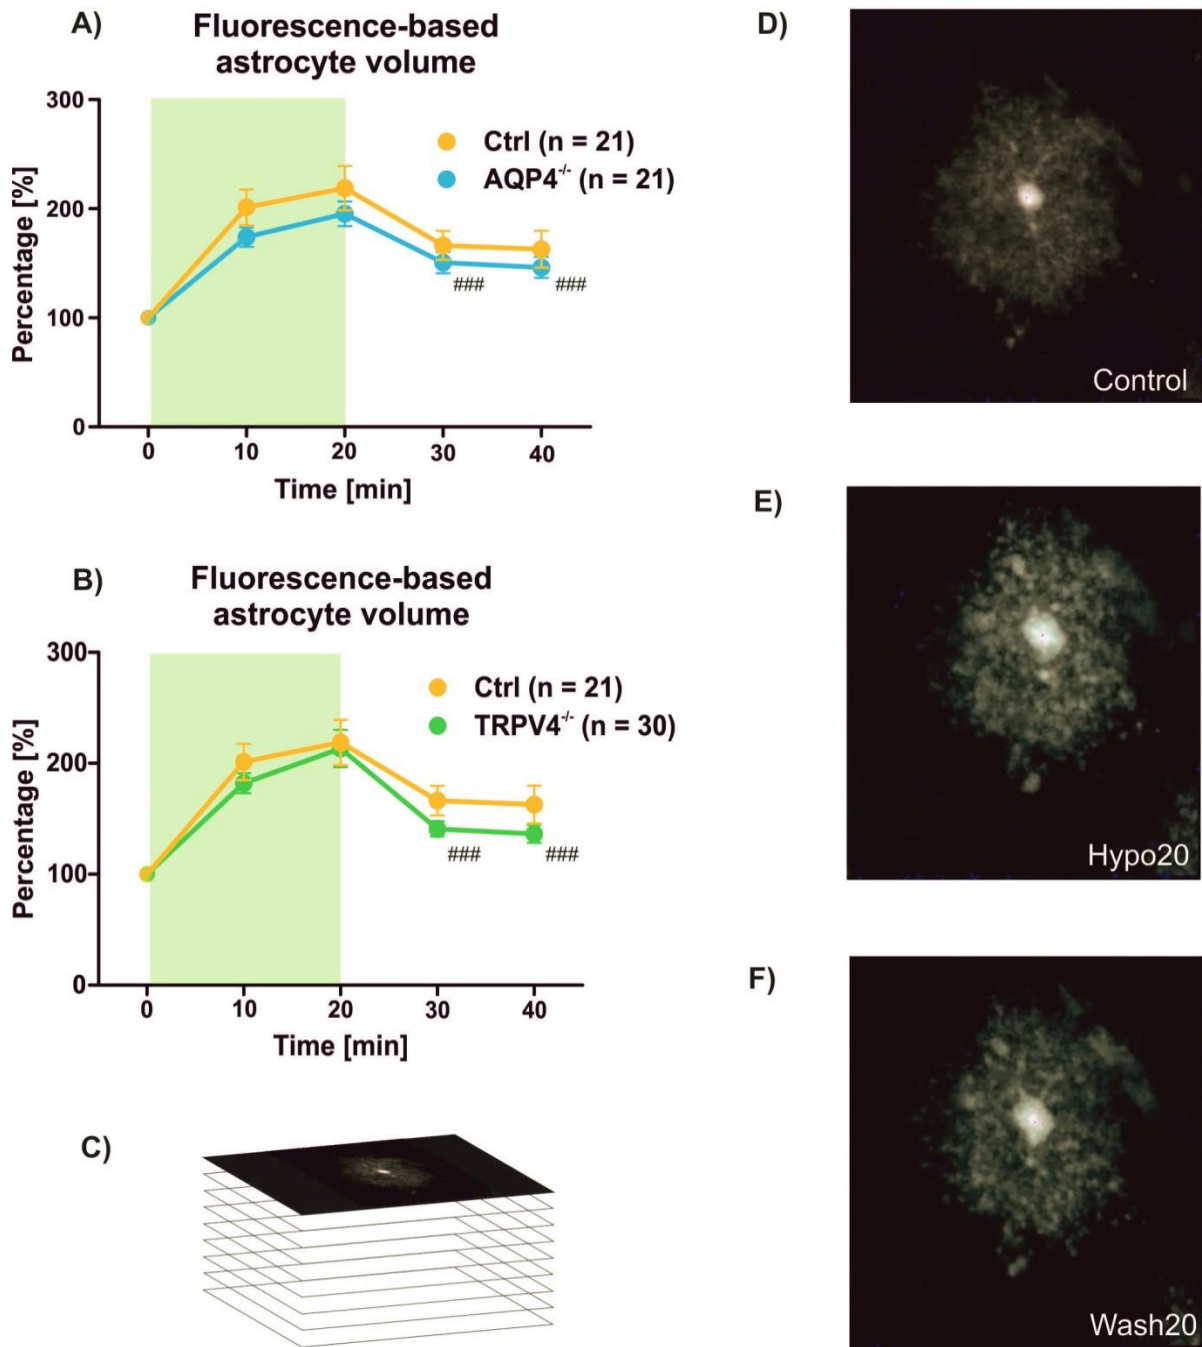 A)
Fluorescence-based
astrocyte volume
300
200
100
0
Percentage [%]
Ctrl (n = 21)
AQP4-/- (n = 21)
###
###
0 10 20 30 40
Time [min]
B)
Fluorescence-based
astrocyte volume
300
200
100
0
Percentage [%]
Ctrl (n = 21)
TRPV4-/- (n = 30)
###
###
0 10 20 30 40
Time [min]
C)
D)
Control
E)
Hypo20
F)
Wash20